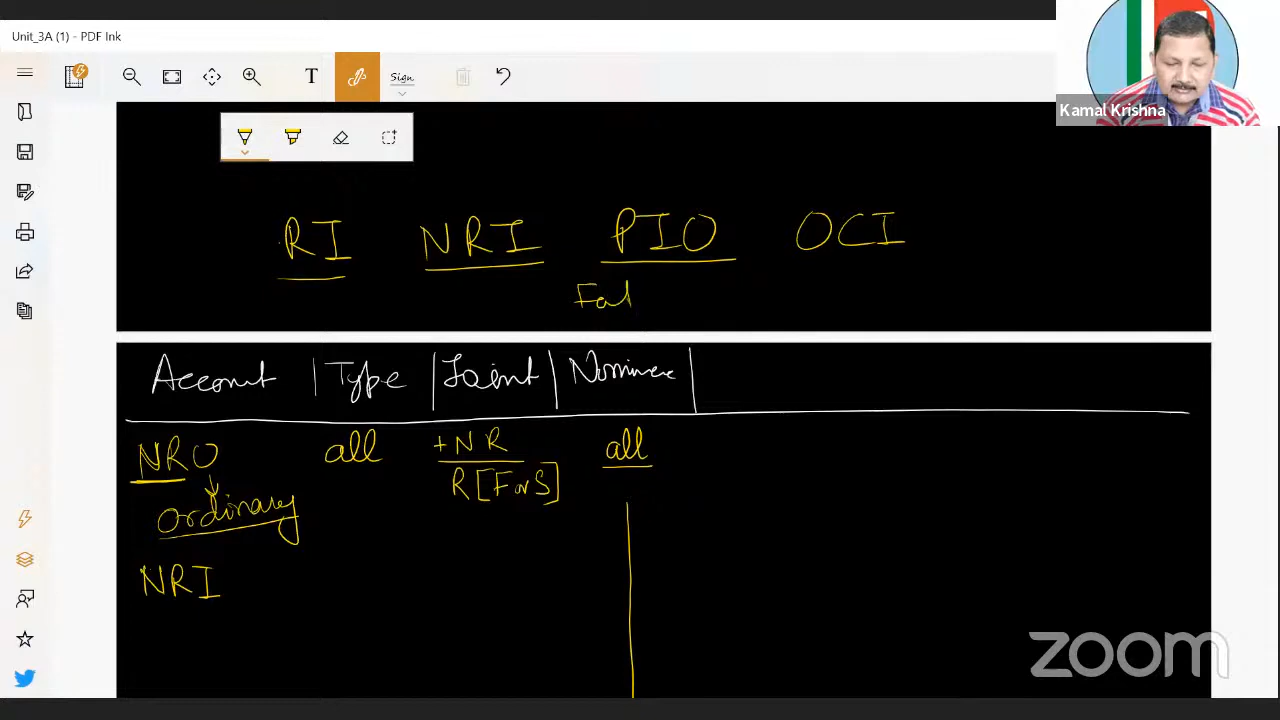 Unit_3A (1) - PDF Ink
T
Sign
Kamal Krishna
RI NRI PIO OCI
Fal
Account | Type | Joint | Nominee |
NRO all +NR all
R[F or S]
ordinary
NRI
zoom